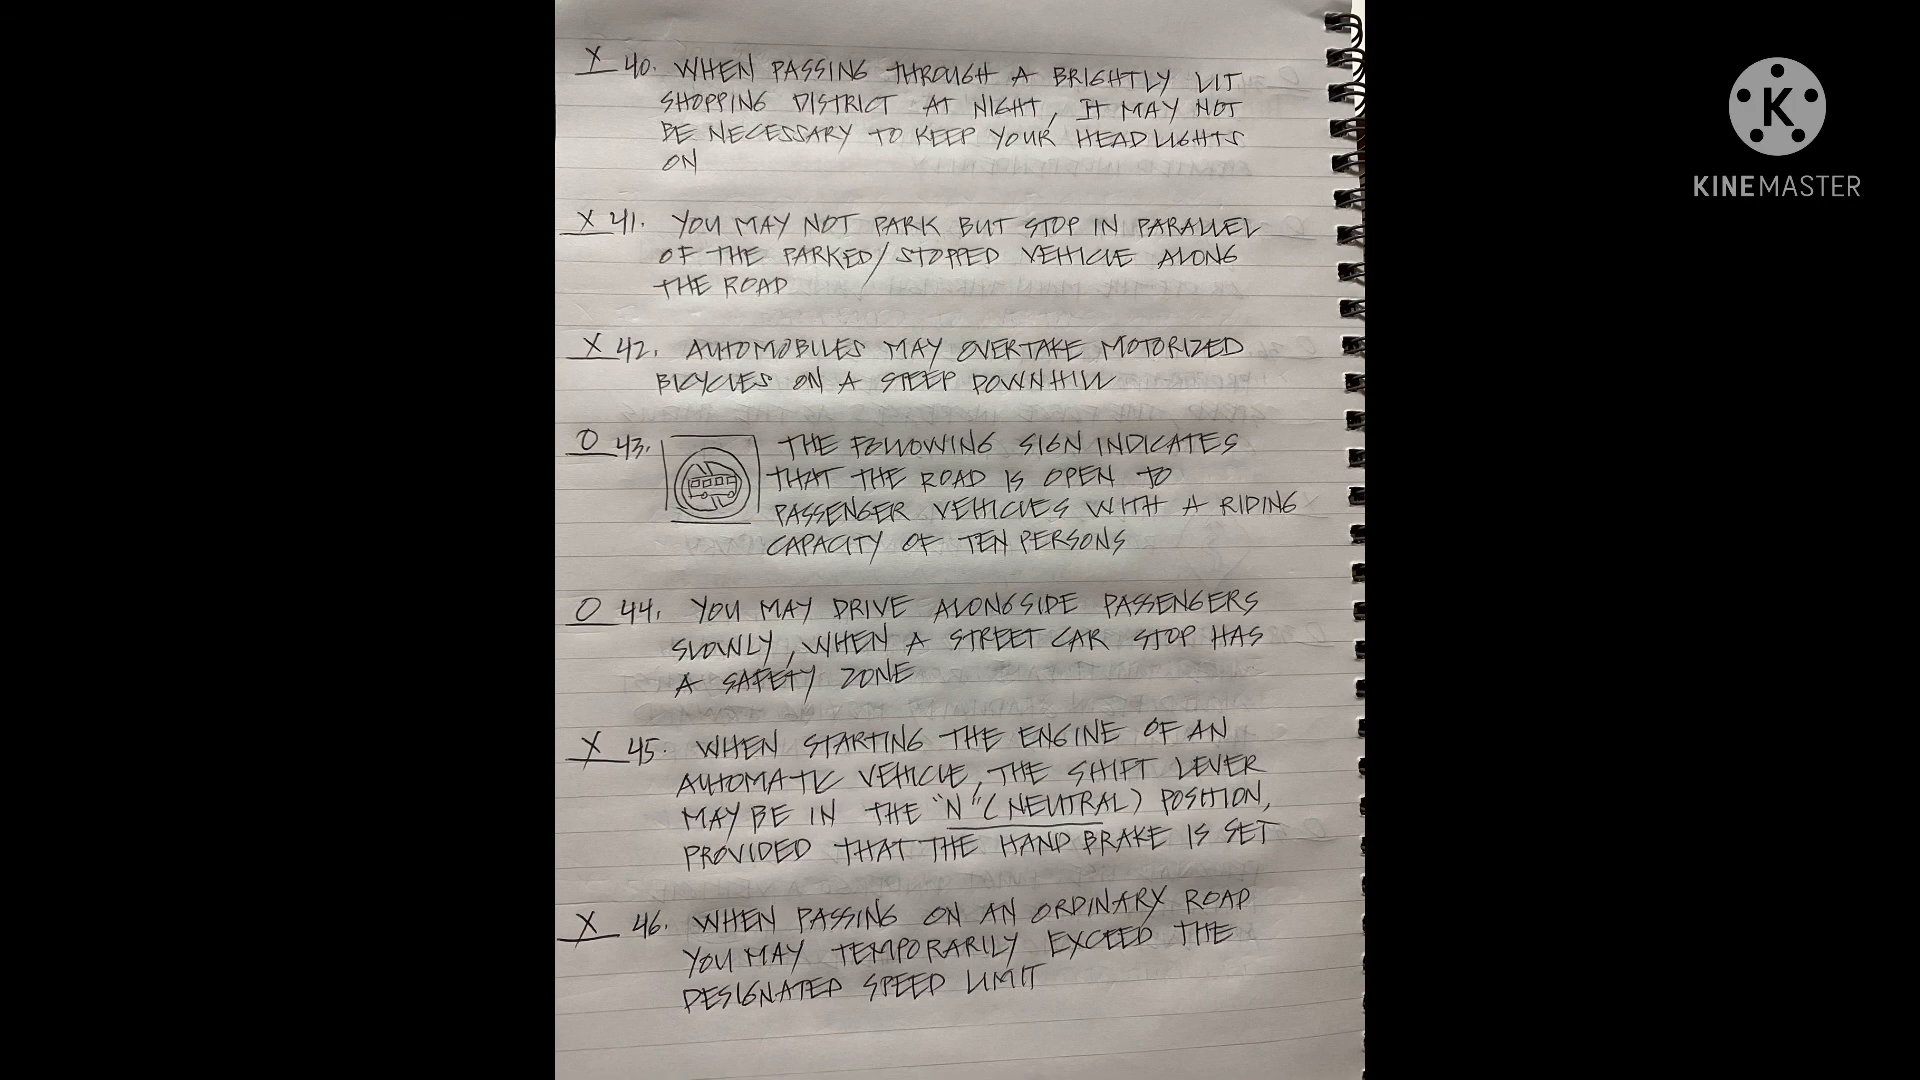 X 40. WHEN PASSING THROUGH A BRIGHTLY LIT
SHOPPING DISTRICT AT NIGHT, IT MAY NOT
BE NECESSARY TO KEEP YOUR HEADLIGHTS
ON
X 41. YOU MAY NOT PARK BUT STOP IN PARALLEL
OF THE PARKED/STOPPED VEHICLE ALONG
THE ROAD
X 42. AUTOMOBILES MAY OVERTAKE MOTORIZED
BICYCLES ON A STEEP DOWNHILL
O 43. THE FOLLOWING SIGN INDICATES
THAT THE ROAD IS OPEN TO
PASSENGER VEHICLES WITH A RIDING
CAPACITY OF TEN PERSONS
O 44. YOU MAY DRIVE ALONGSIDE PASSENGERS
SLOWLY, WHEN A STREET CAR STOP HAS
A SAFETY ZONE
X 45. WHEN STARTING THE ENGINE OF AN
AUTOMATIC VEHICLE, THE SHIFT LEVER
MAY BE IN THE "N" (NEUTRAL) POSITION,
PROVIDED THAT THE HAND BRAKE IS SET
X 46. WHEN PASSING ON AN ORDINARY ROAD
YOU MAY TEMPORARILY EXCEED THE
DESIGNATED SPEED LIMIT
K
KINEMASTER